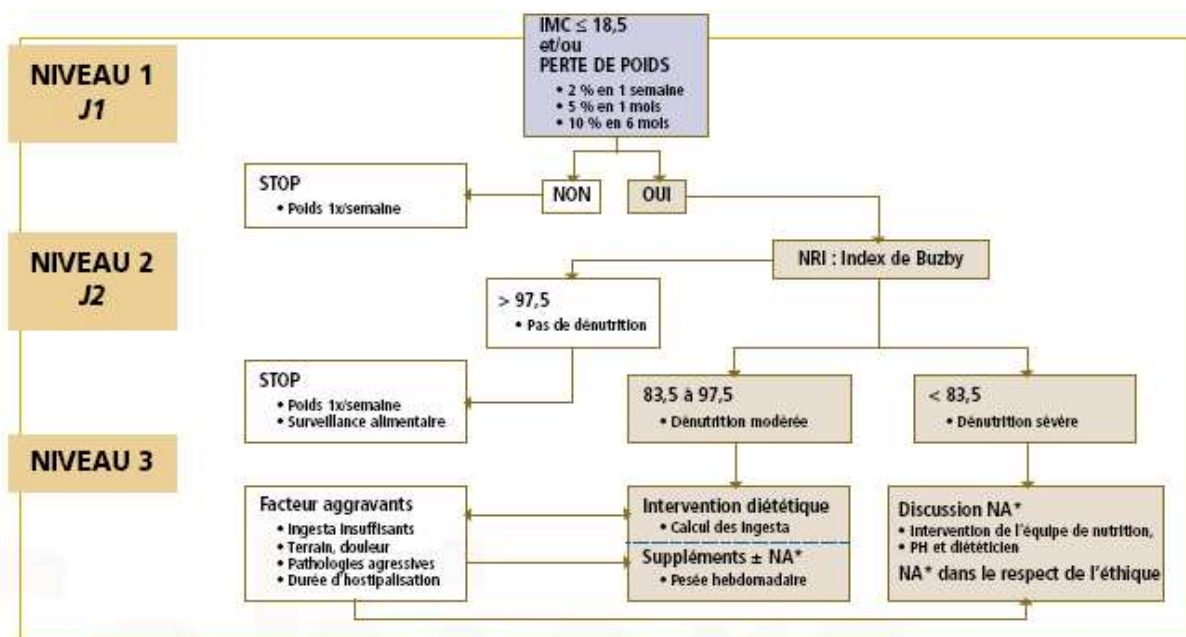 IMC ≤ 18,5
et/ou
PERTE DE POIDS
• 2 % en 1 semaine
• 5 % en 1 mois
• 10 % en 6 mois
NIVEAU 1
J1
NON
OUI
STOP
• Poids 1x/semaine
NIVEAU 2
J2
NRI : Index de Buzby
> 97,5
• Pas de dénutrition
STOP
• Poids 1x/semaine
• Surveillance alimentaire
83,5 à 97,5
• Dénutrition modérée
< 83,5
• Dénutrition sévère
NIVEAU 3
Facteur aggravants
• Ingesta insuffisants
• Terrain, douleur
• Pathologies agressives
• Durée d'hostipalisation
Intervention diététique
• Calcul des ingesta
Suppléments ± NA*
• Pesée hebdomadaire
Discussion NA*
• Intervention de l'équipe de nutrition,
• PH et diététicien
NA* dans le respect de l'éthique